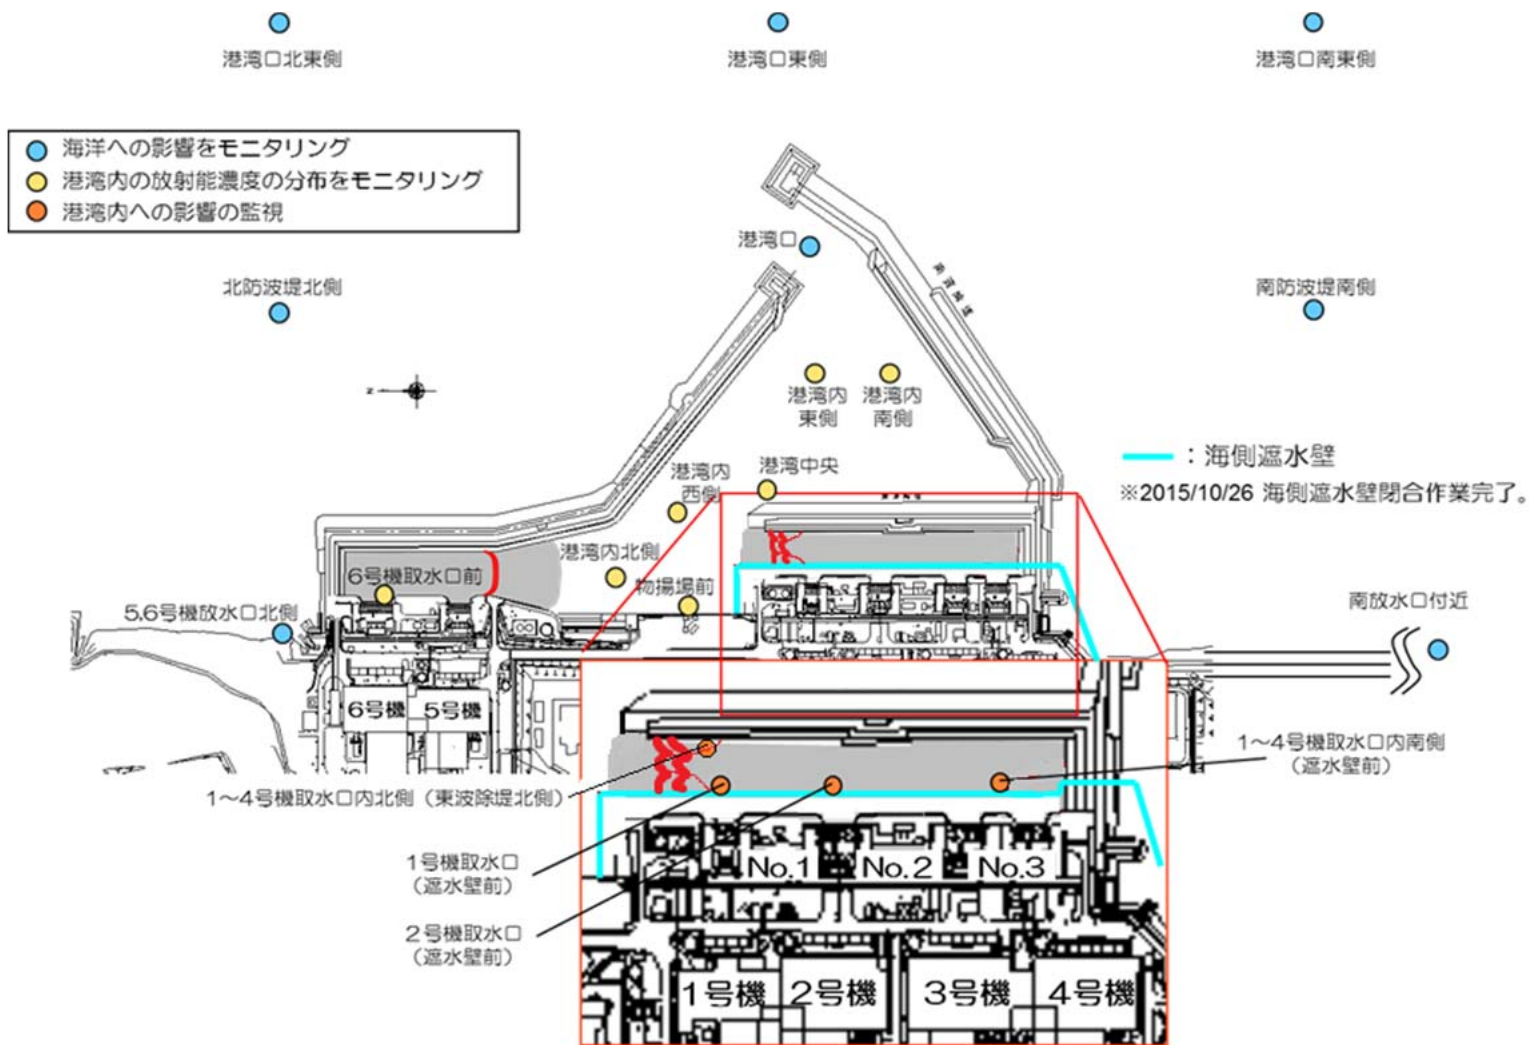 港湾口北東側
港湾口東側
港湾口南東側
海洋への影響をモニタリング
港湾内の放射能濃度の分布をモニタリング
港湾内への影響の監視
港湾口
北防波堤北側
南防波堤南側
N
港湾内
東側
港湾内
南側
：海側遮水壁
※2015/10/26 海側遮水壁閉合作業完了。
港湾内
西側
港湾中央
港湾内北側
6号機取水口前
物揚場前
5,6号機放水口北側
南放水口付近
6号機
5号機
1～4号機取水口内北側（東波除堤北側）
1～4号機取水口内南側
（遮水壁前）
1号機取水口
（遮水壁前）
2号機取水口
（遮水壁前）
No.1
No.2
No.3
1号機
2号機
3号機
4号機